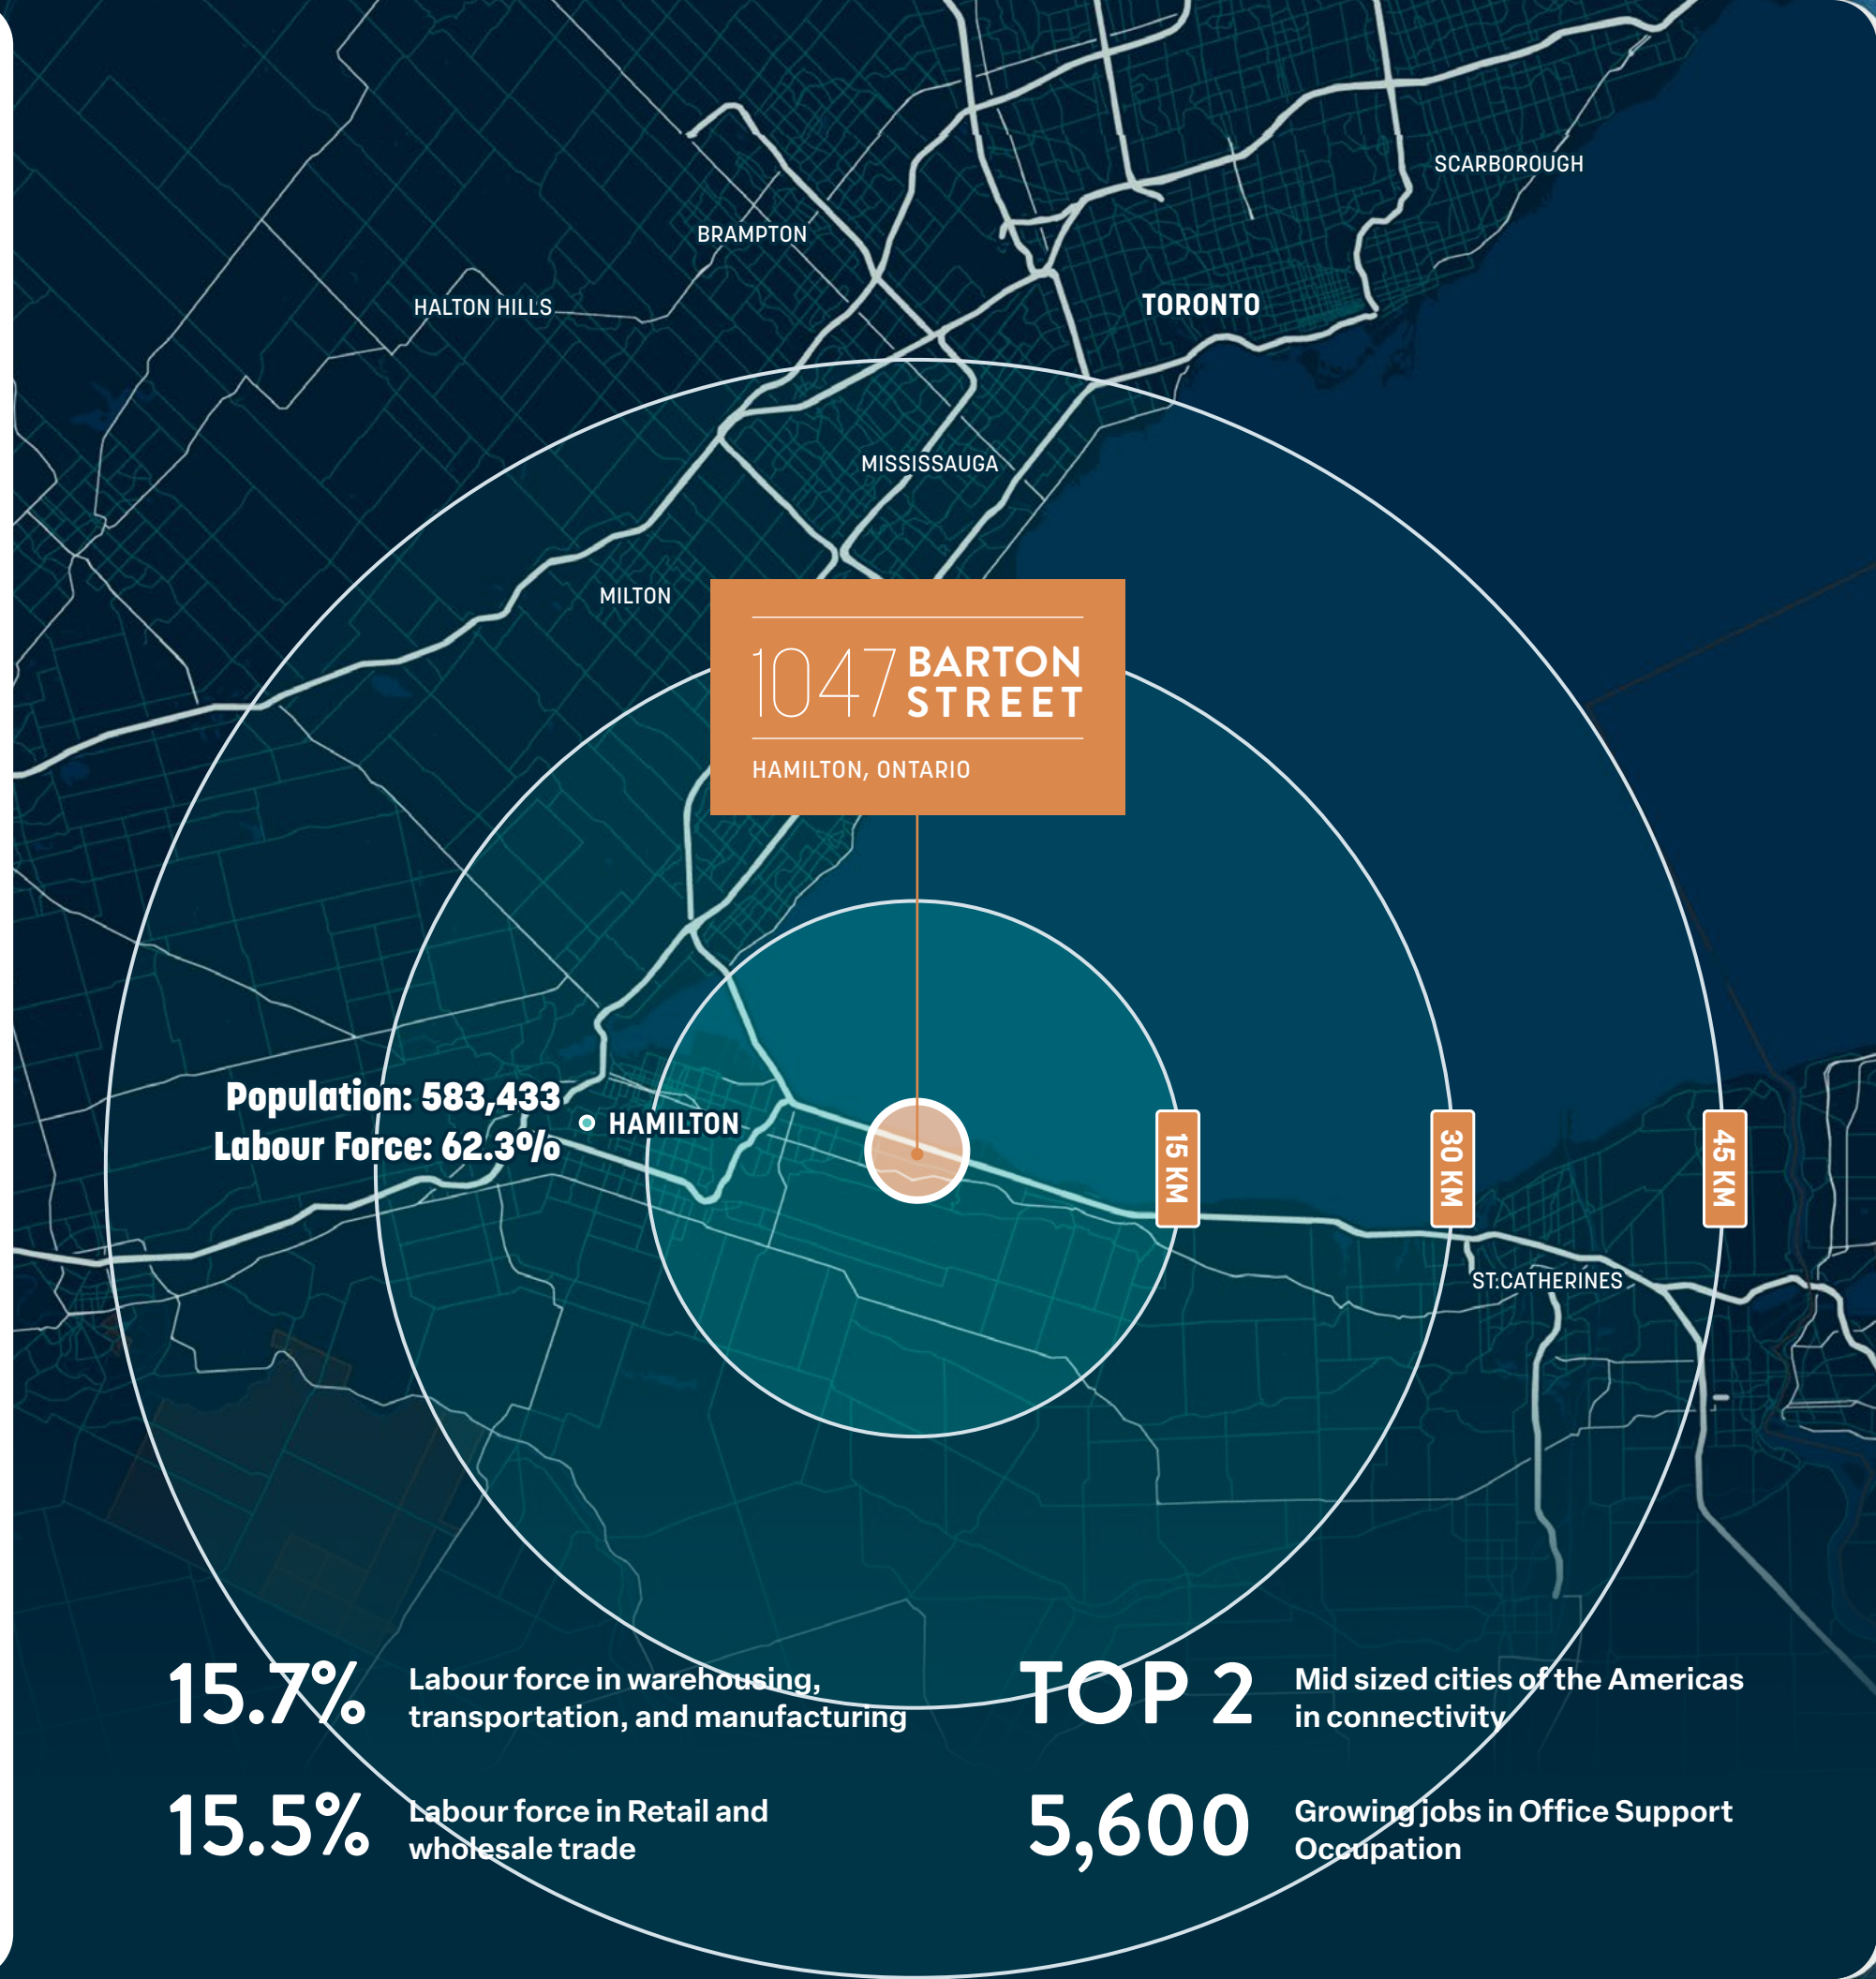 SCARBOROUGH
BRAMPTON
HALTON HILLS
TORONTO
MISSISSAUGA
MILTON
1047 BARTON
STREET
HAMILTON, ONTARIO
Population: 583,433
Labour Force: 62.3%
HAMILTON
15 KM
30 KM
45 KM
ST.CATHERINES
15.7%
Labour force in warehousing,
transportation, and manufacturing
TOP 2
Mid sized cities of the Americas
in connectivity
15.5%
Labour force in Retail and
wholesale trade
5,600
Growing jobs in Office Support
Occupation